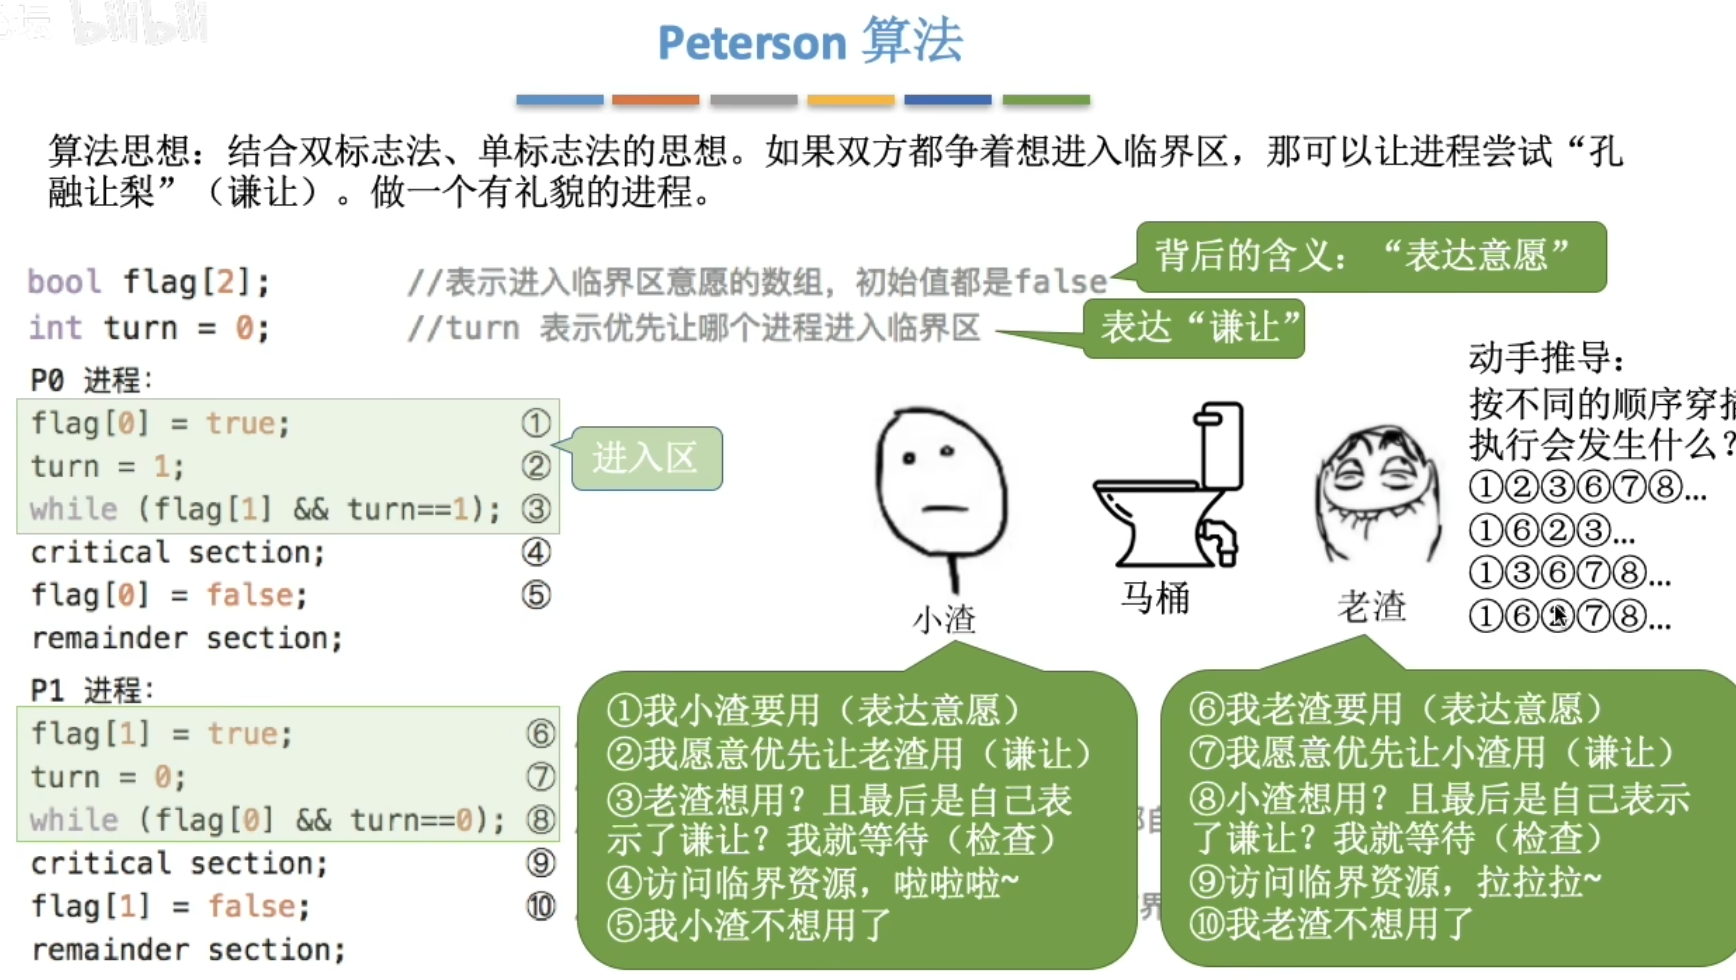 bilibili
Peterson 算法
算法思想：结合双标志法、单标志法的思想。如果双方都争着想进入临界区，那可以让进程尝试“孔
融让梨”（谦让）。做一个有礼貌的进程。
背后的含义：“表达意愿”
bool flag[2]; //表示进入临界区意愿的数组，初始值都是false
int turn = 0; //turn 表示优先让哪个进程进入临界区
表达“谦让”
P0 进程：
flag[0] = true; ①
turn = 1; ②
while (flag[1] && turn==1); ③
critical section; ④
flag[0] = false; ⑤
remainder section;
进入区
P1 进程：
flag[1] = true; ⑥
turn = 0; ⑦
while (flag[0] && turn==0); ⑧
critical section; ⑨
flag[1] = false; ⑩
remainder section;
小渣
马桶
老渣
动手推导：
按不同的顺序穿插
执行会发生什么？
①②③⑥⑦⑧...
①⑥②③...
①③⑥⑦⑧...
①⑥②⑦⑧...
①我小渣要用（表达意愿）
②我愿意优先让老渣用（谦让）
③老渣想用？且最后是自己表
示了谦让？我就等待（检查）
④访问临界资源，啦啦啦~
⑤我小渣不想用了
⑥我老渣要用（表达意愿）
⑦我愿意优先让小渣用（谦让）
⑧小渣想用？且最后是自己表示
了谦让？我就等待（检查）
⑨访问临界资源，拉拉拉~
⑩我老渣不想用了